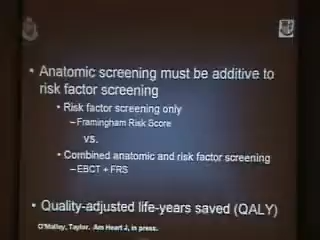 • Anatomic screening must be additive to
risk factor screening
• Risk factor screening only
– Framingham Risk Score
vs.
• Combined anatomic and risk factor screening
– EBCT + FRS
• Quality-adjusted life-years saved (QALY)
O'Malley, Taylor. Am Heart J, in press.